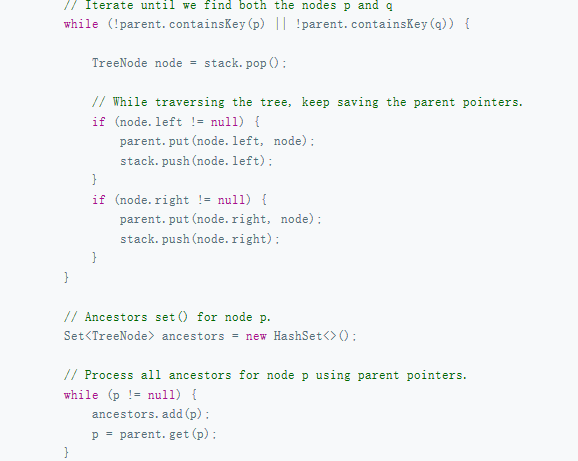 // Iterate until we find both the nodes p and q
while (!parent.containsKey(p) || !parent.containsKey(q)) {
TreeNode node = stack.pop();
// While traversing the tree, keep saving the parent pointers.
if (node.left != null) {
parent.put(node.left, node);
stack.push(node.left);
}
if (node.right != null) {
parent.put(node.right, node);
stack.push(node.right);
}
}
// Ancestors set() for node p.
Set<TreeNode> ancestors = new HashSet<>();
// Process all ancestors for node p using parent pointers.
while (p != null) {
ancestors.add(p);
p = parent.get(p);
}